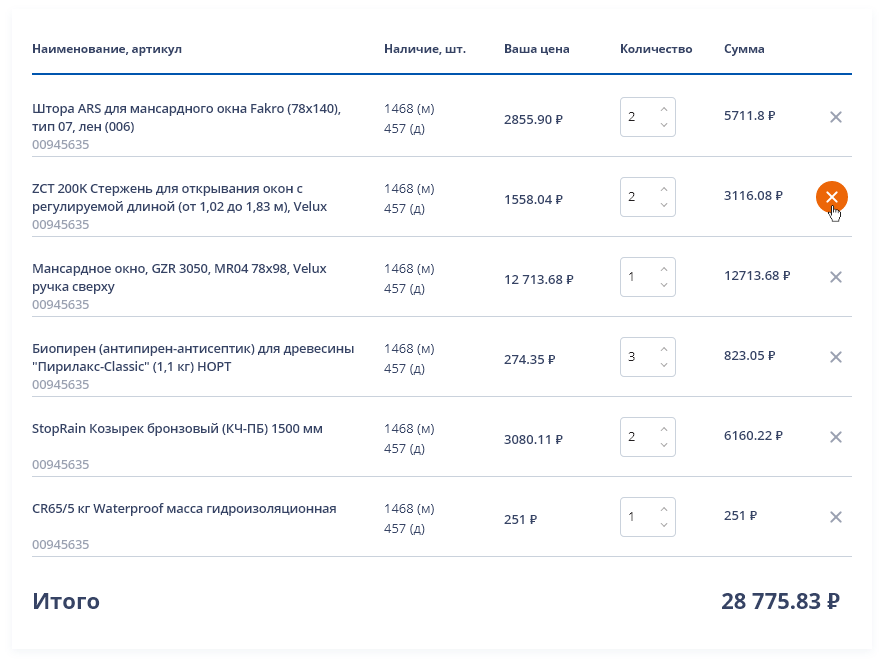 Наименование, артикул Наличие, шт. Ваша цена Количество Сумма
Штора ARS для мансардного окна Fakro (78x140),
тип 07, лен (006)
00945635
1468 (м)
457 (д)
2855.90 ₽
2
5711.8 ₽
ZCT 200K Стержень для открывания окон с
регулируемой длиной (от 1,02 до 1,83 м), Velux
00945635
1468 (м)
457 (д)
1558.04 ₽
2
3116.08 ₽
Мансардное окно, GZR 3050, MR04 78x98, Velux
ручка сверху
00945635
1468 (м)
457 (д)
12 713.68 ₽
1
12713.68 ₽
Биопирен (антипирен-антисептик) для древесины
"Пирилакс-Classic" (1,1 кг) НОРТ
00945635
1468 (м)
457 (д)
274.35 ₽
3
823.05 ₽
StopRain Козырек бронзовый (КЧ-ПБ) 1500 мм
00945635
1468 (м)
457 (д)
3080.11 ₽
2
6160.22 ₽
CR65/5 кг Waterproof масса гидроизоляционная
00945635
1468 (м)
457 (д)
251 ₽
1
251 ₽
Итого 28 775.83 ₽